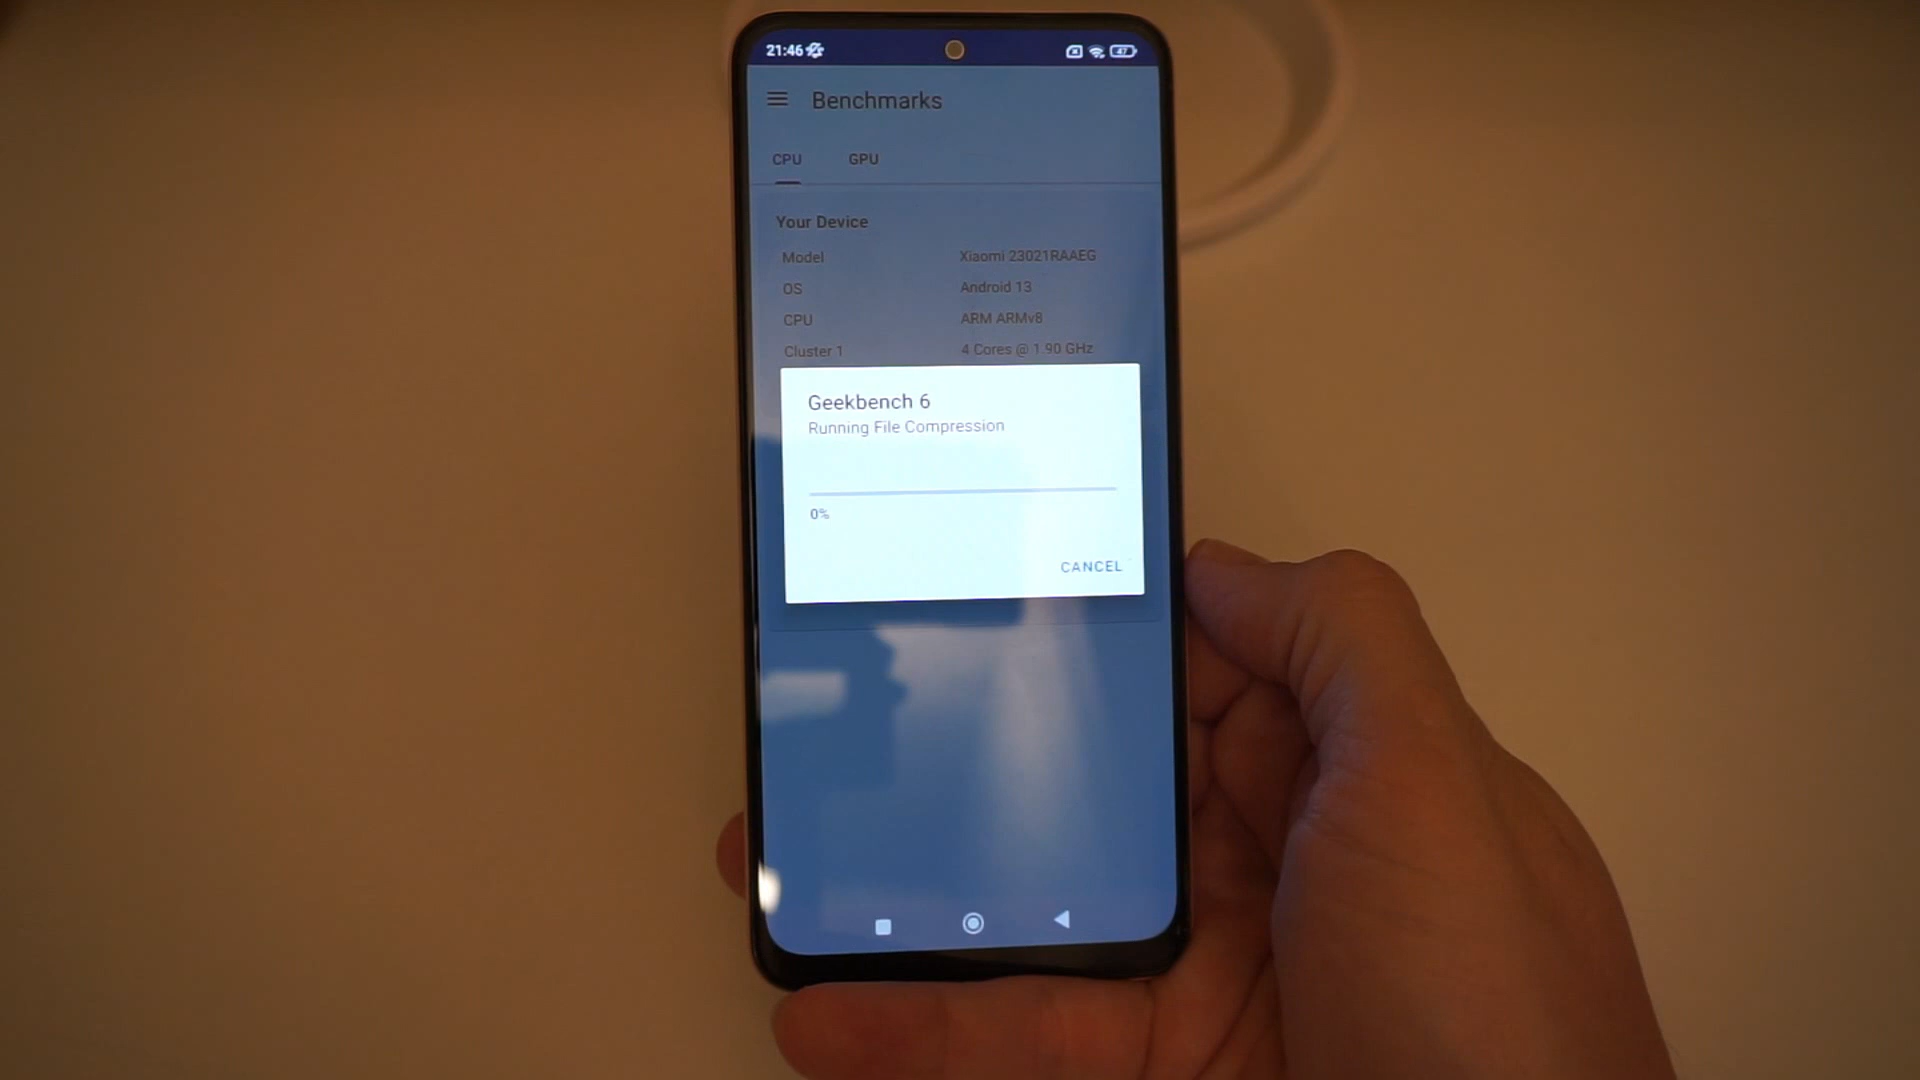 21:46
47
Benchmarks
CPU GPU
Your Device
Model Xiaomi 23021RAAEG
OS Android 13
CPU ARM ARMv8
Cluster 1 4 Cores @ 1.90 GHz
Geekbench 6
Running File Compression
0%
CANCEL